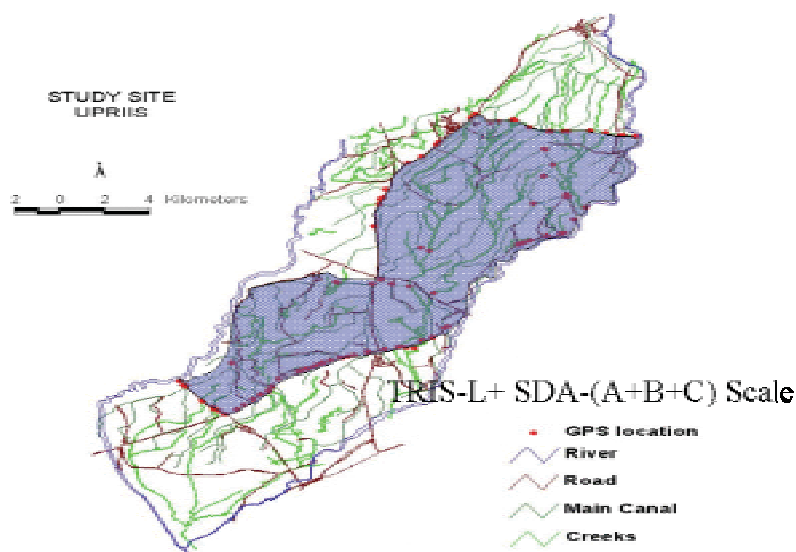 STUDY SITE
UPRIIS
2 0 2 4 Kilometers
TRIS-L+ SDA-(A+B+C) Scale
GPS location
River
Road
Main Canal
Creeks